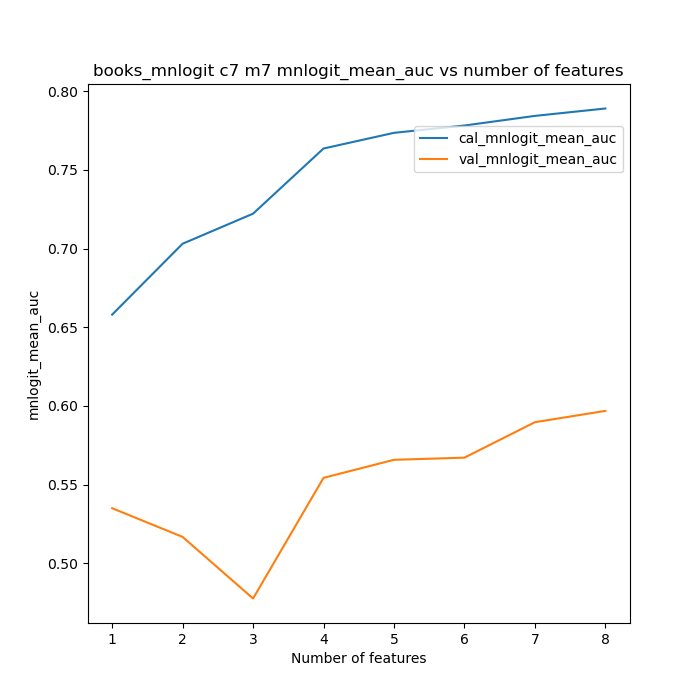 books_mnlogit c7 m7 mnlogit_mean_auc vs number of features
0.80
0.75
0.70
0.65
0.60
0.55
0.50
mnlogit_mean_auc
cal_mnlogit_mean_auc
val_mnlogit_mean_auc
1 2 3 4 5 6 7 8
Number of features